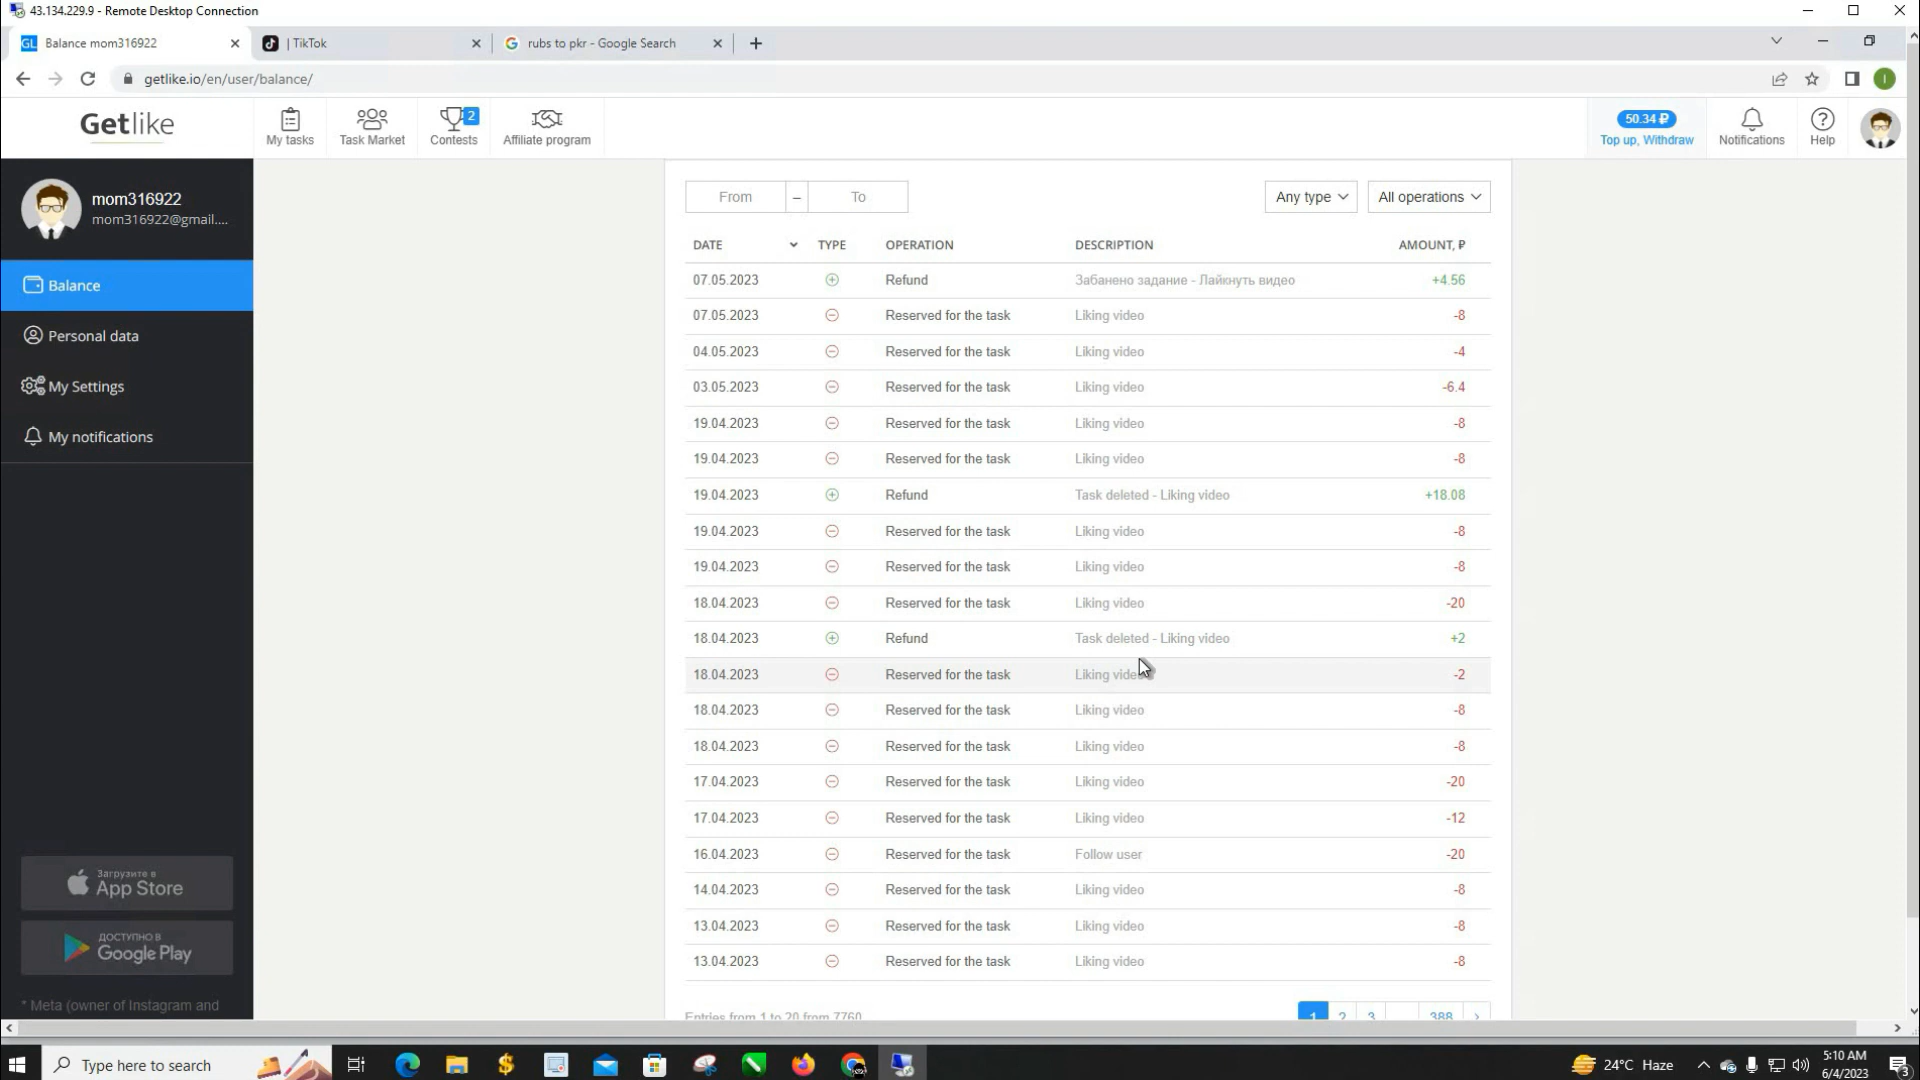 43.134.229.9 - Remote Desktop Connection
Balance mom316922
| TikTok
rubs to pkr - Google Search
getlike.io/en/user/balance/
I
Getlike
My tasks
Task Market
2
Contests
Affiliate program
50.34 ₽
Top up, Withdraw
Notifications
Help
mom316922
mom316922@gmail....
Balance
Personal data
My Settings
My notifications
Загрузите в
App Store
ДОСТУПНО В
Google Play
* Meta (owner of Instagram and
From – To
Any type
All operations
DATE TYPE OPERATION DESCRIPTION AMOUNT, ₽
07.05.2023 Refund Забанено задание - Лайкнуть видео +4.56
07.05.2023 Reserved for the task Liking video -8
04.05.2023 Reserved for the task Liking video -4
03.05.2023 Reserved for the task Liking video -6.4
19.04.2023 Reserved for the task Liking video -8
19.04.2023 Reserved for the task Liking video -8
19.04.2023 Refund Task deleted - Liking video +18.08
19.04.2023 Reserved for the task Liking video -8
19.04.2023 Reserved for the task Liking video -8
18.04.2023 Reserved for the task Liking video -20
18.04.2023 Refund Task deleted - Liking video +2
18.04.2023 Reserved for the task Liking video -2
18.04.2023 Reserved for the task Liking video -8
18.04.2023 Reserved for the task Liking video -8
17.04.2023 Reserved for the task Liking video -20
17.04.2023 Reserved for the task Liking video -12
16.04.2023 Reserved for the task Follow user -20
14.04.2023 Reserved for the task Liking video -8
13.04.2023 Reserved for the task Liking video -8
13.04.2023 Reserved for the task Liking video -8
Entries from 1 to 20 from 7760
1 2 3 388 >
Type here to search
24°C Haze
5:10 AM
6/4/2023
3